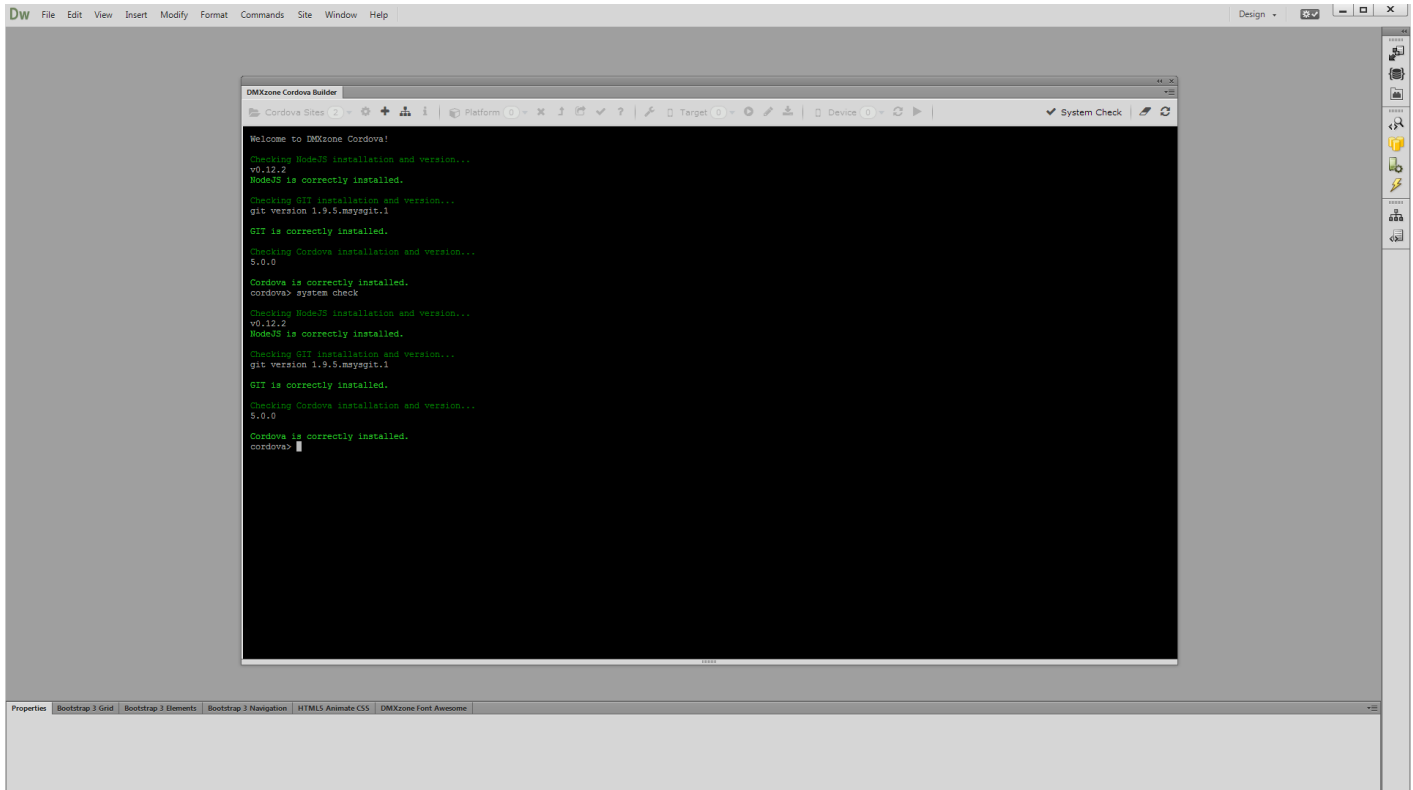 Dw File Edit View Insert Modify Format Commands Site Window Help Design
DMXzone Cordova Builder
Cordova Sites 2 Platform 0 ? Target 0 Device 0 System Check
Welcome to DMXzone Cordova!
Checking NodeJS installation and version...
v0.12.2
NodeJS is correctly installed.
Checking GIT installation and version...
git version 1.9.5.msysgit.1
GIT is correctly installed.
Checking Cordova installation and version...
5.0.0
Cordova is correctly installed.
cordova> system check
Checking NodeJS installation and version...
v0.12.2
NodeJS is correctly installed.
Checking GIT installation and version...
git version 1.9.5.msysgit.1
GIT is correctly installed.
Checking Cordova installation and version...
5.0.0
Cordova is correctly installed.
cordova>
Properties Bootstrap 3 Grid Bootstrap 3 Elements Bootstrap 3 Navigation HTML5 Animate CSS DMXzone Font Awesome